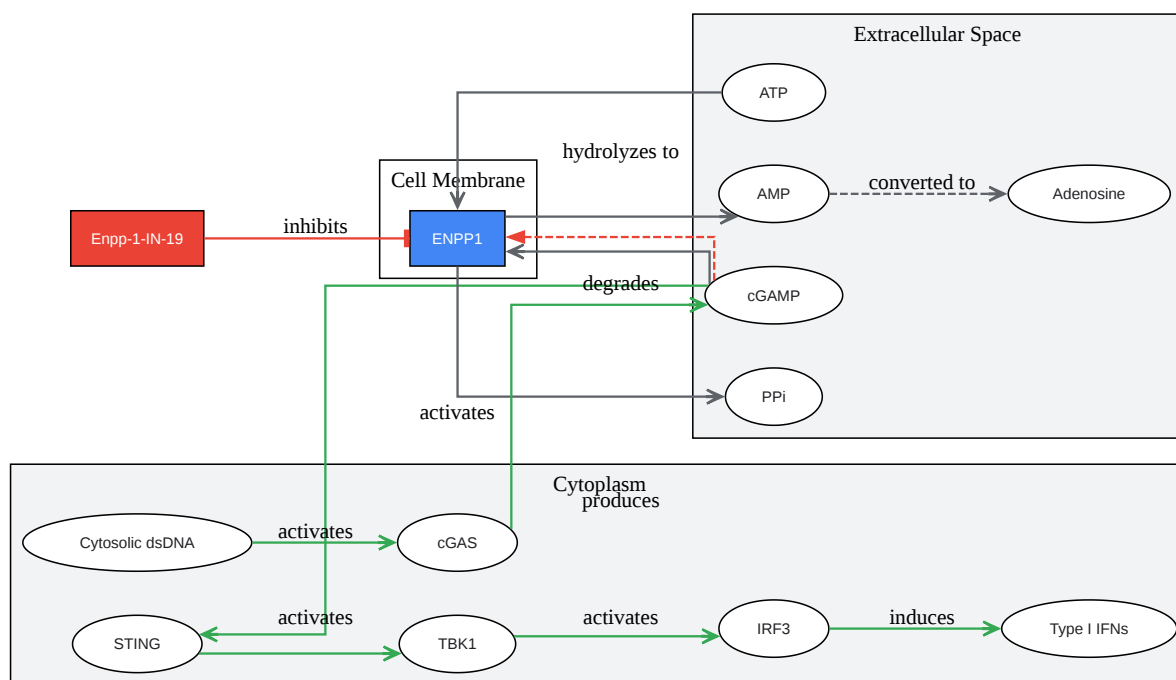 Extracellular Space
ATP
hydrolyzes to
Cell Membrane
AMP
converted to
Adenosine
Enpp-1-IN-19
inhibits
ENPP1
degrades
cGAMP
PPi
activates
Cytoplasm
produces
Cytosolic dsDNA
activates
cGAS
STING
activates
TBK1
activates
IRF3
induces
Type I IFNs